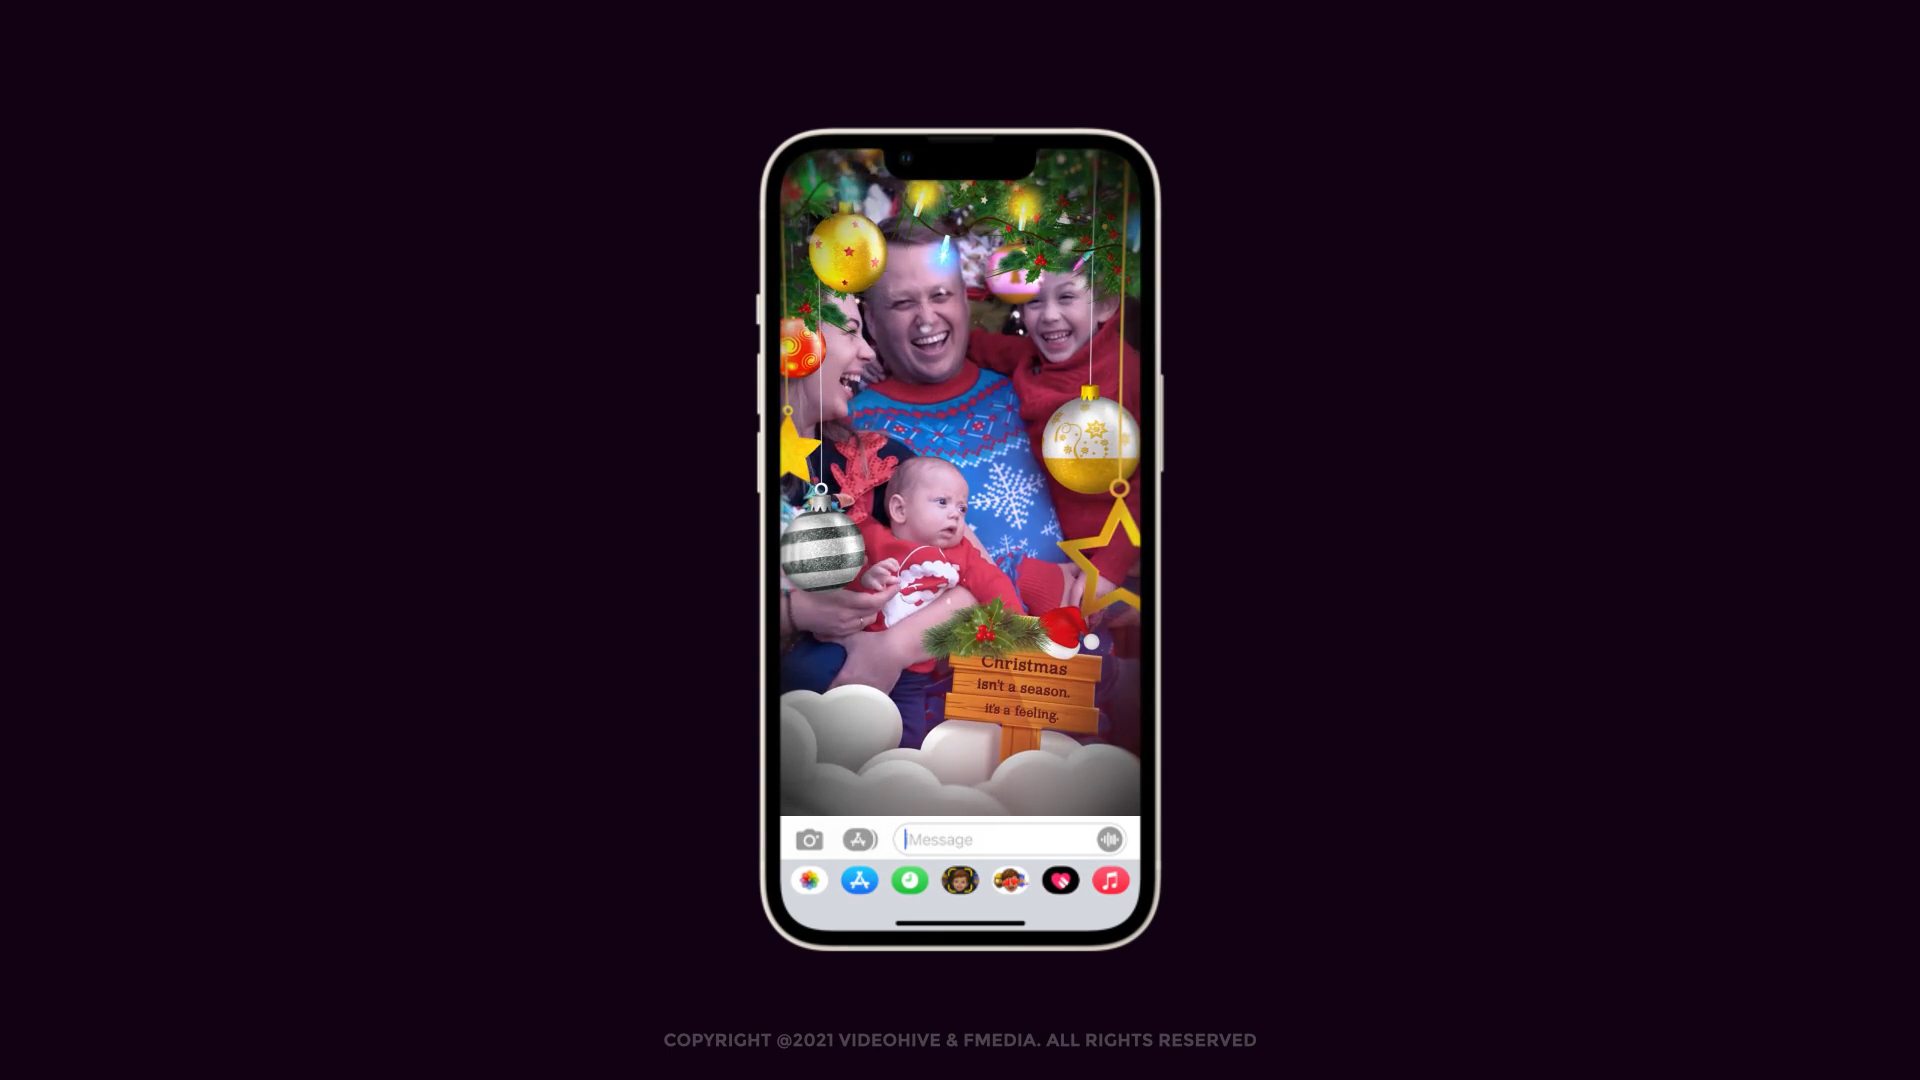 Christmas
isn't a season.
it's a feeling.
Message
COPYRIGHT @2021 VIDEOHIVE & FMEDIA. ALL RIGHTS RESERVED